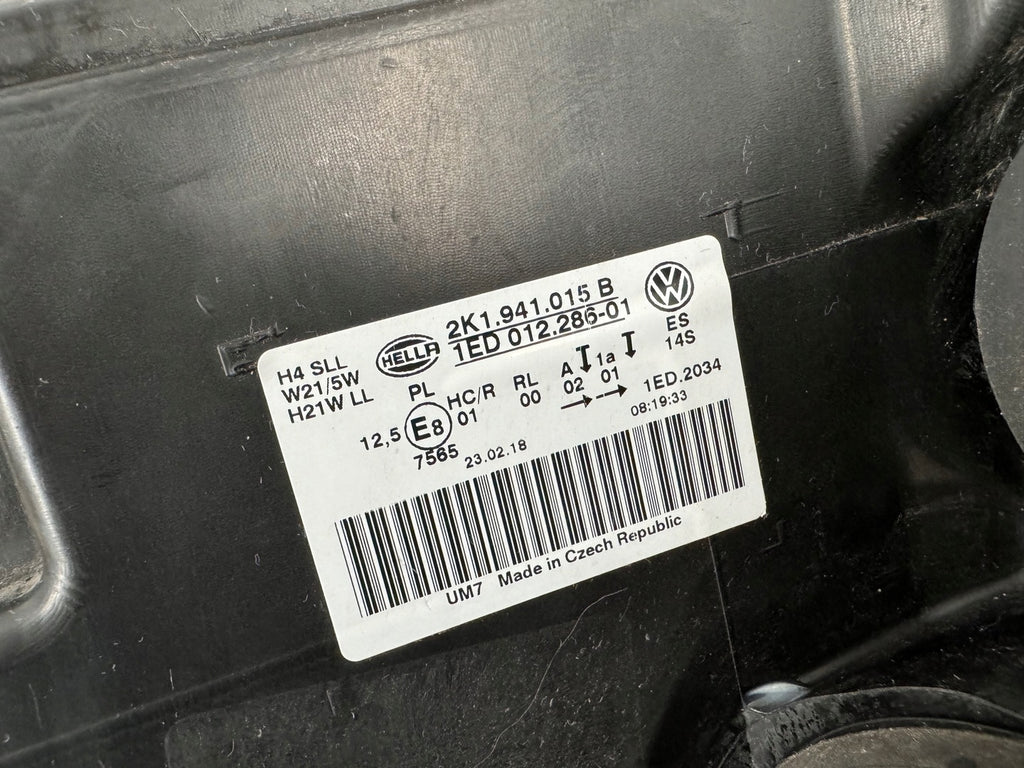 H4 SLL
W21/5W
H21W LL
HELLA
2K1.941.015 B
1ED 012.286-01
VW
ES
14S
PL
12,5 E8 HC/R RL A 1a
01 00 02 01
7565 23.02.18
1ED.2034
08:19:33
UM7 Made in Czech Republic